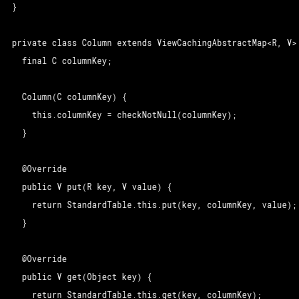 }
private class Column extends ViewCachingAbstractMap<R, V>
final C columnKey;
Column(C columnKey) {
this.columnKey = checkNotNull(columnKey);
}
@Override
public V put(R key, V value) {
return StandardTable.this.put(key, columnKey, value);
}
@Override
public V get(Object key) {
return StandardTable.this.get(key, columnKey);